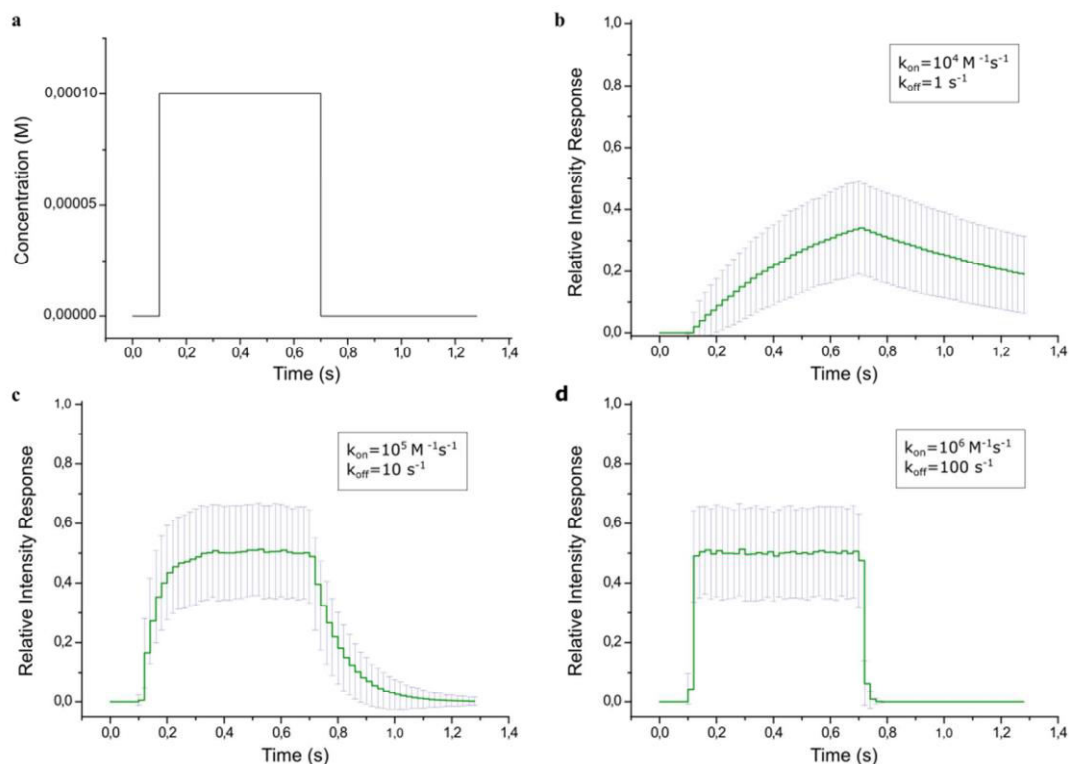 a
0,00010
0,00005
0,00000
Concentration (M)
0,0 0,2 0,4 0,6 0,8 1,0 1,2 1,4
Time (s)
b
1,0
0,8
0,6
0,4
0,2
0,0
Relative Intensity Response
kon=10⁴ M⁻¹s⁻¹
koff=1 s⁻¹
0,0 0,2 0,4 0,6 0,8 1,0 1,2 1,4
Time (s)
c
1,0
0,8
0,6
0,4
0,2
0,0
Relative Intensity Response
kon=10⁵ M⁻¹s⁻¹
koff=10 s⁻¹
0,0 0,2 0,4 0,6 0,8 1,0 1,2 1,4
Time (s)
d
1,0
0,8
0,6
0,4
0,2
0,0
Relative Intensity Response
kon=10⁶ M⁻¹s⁻¹
koff=100 s⁻¹
0,0 0,2 0,4 0,6 0,8 1,0 1,2 1,4
Time (s)